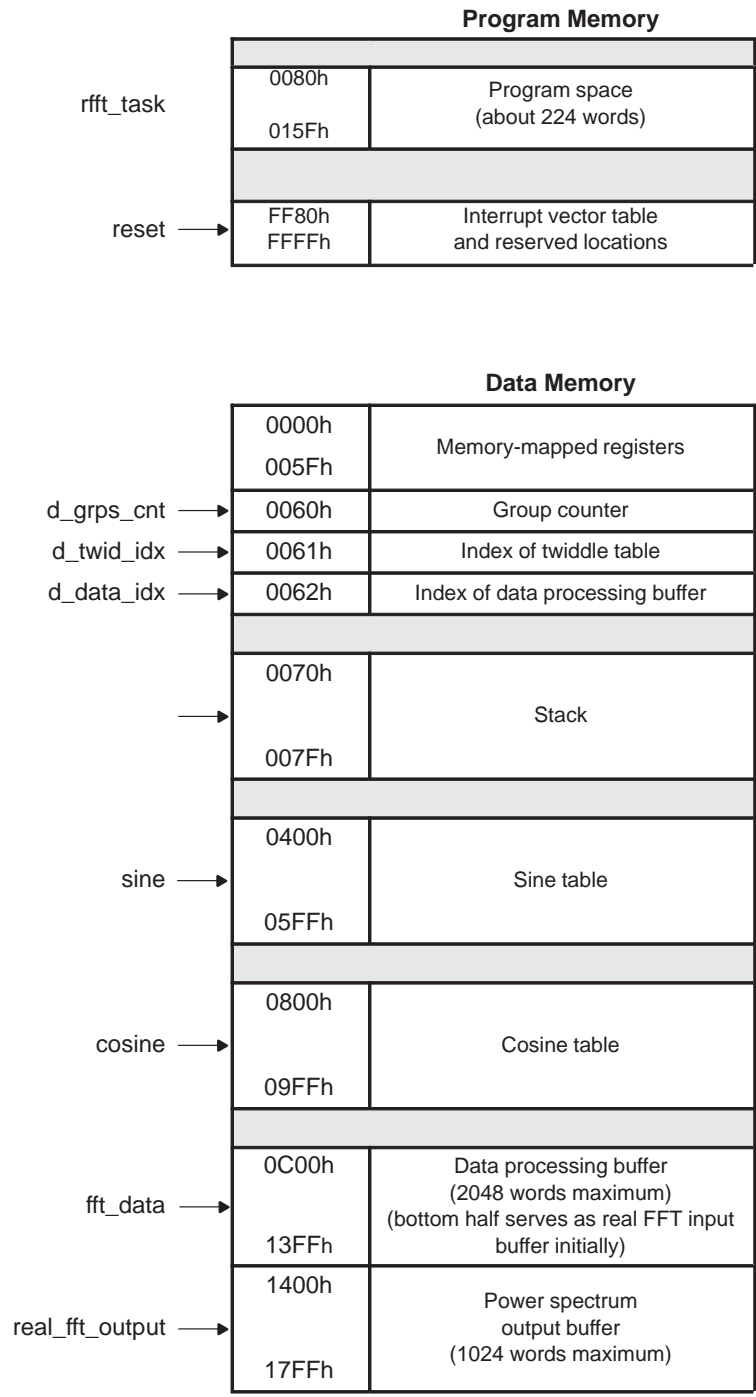 Program Memory
rfft_task
0080h
015Fh
Program space
(about 224 words)
reset
FF80h
FFFFh
Interrupt vector table
and reserved locations
Data Memory
0000h
005Fh
Memory-mapped registers
d_grps_cnt
0060h
Group counter
d_twid_idx
0061h
Index of twiddle table
d_data_idx
0062h
Index of data processing buffer
0070h
007Fh
Stack
sine
0400h
05FFh
Sine table
cosine
0800h
09FFh
Cosine table
fft_data
0C00h
13FFh
Data processing buffer
(2048 words maximum)
(bottom half serves as real FFT input
buffer initially)
real_fft_output
1400h
17FFh
Power spectrum
output buffer
(1024 words maximum)